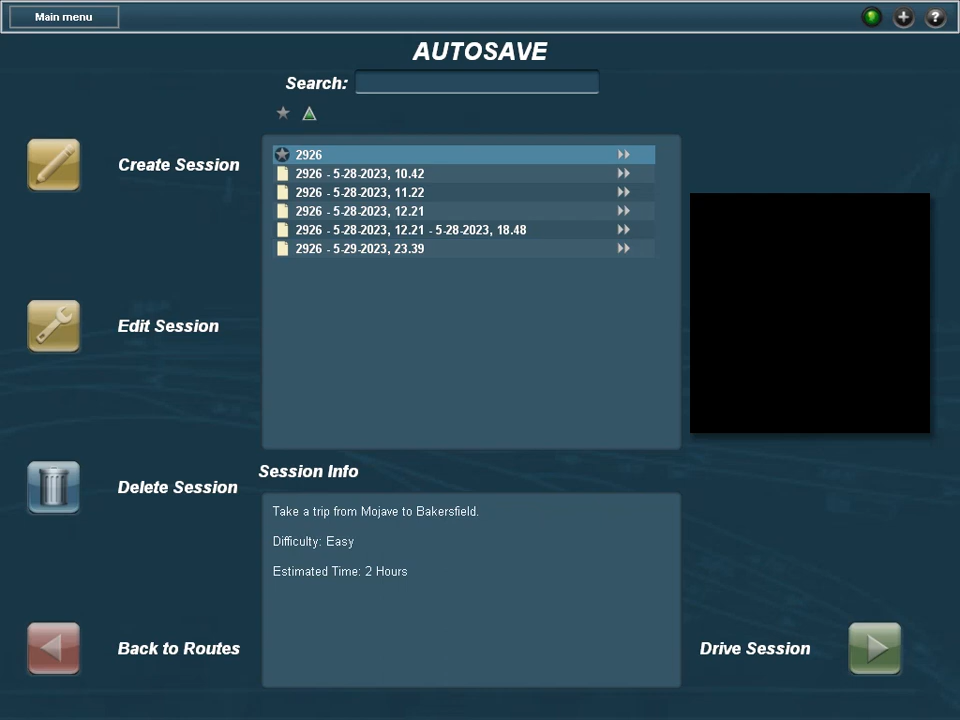 Main menu
?
AUTOSAVE
Search:
Create Session
2926
2926 - 5-28-2023, 10.42
2926 - 5-28-2023, 11.22
2926 - 5-28-2023, 12.21
2926 - 5-28-2023, 12.21 - 5-28-2023, 18.48
2926 - 5-29-2023, 23.39
Edit Session
Delete Session
Session Info
Take a trip from Mojave to Bakersfield.
Difficulty: Easy
Estimated Time: 2 Hours
Back to Routes
Drive Session